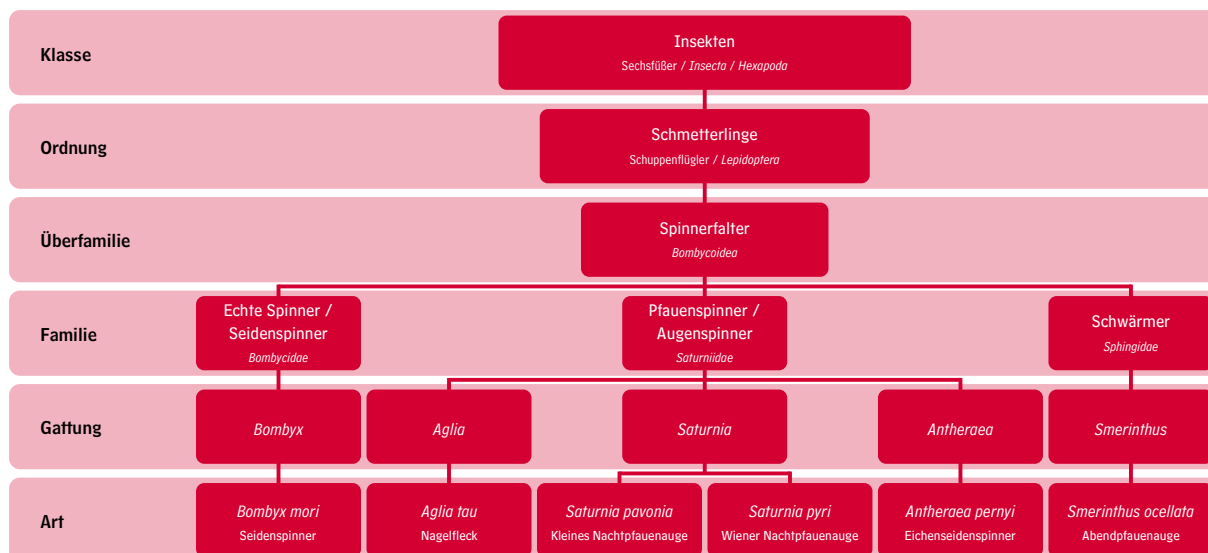 Klasse
Insekten
Sechsfüßer / Insecta / Hexapoda
Ordnung
Schmetterlinge
Schuppenflügler / Lepidoptera
Überfamilie
Spinnerfalter
Bombycoidea
Familie
Echte Spinner /
Seidenspinner
Bombycidae
Pfauenspinner /
Augenspinner
Saturniidae
Schwärmer
Sphingidae
Gattung
Bombyx
Aglia
Saturnia
Antheraea
Smerinthus
Art
Bombyx mori
Seidenspinner
Aglia tau
Nagelfleck
Saturnia pavonia
Kleines Nachtpfauenauge
Saturnia pyri
Wiener Nachtpfauenauge
Antheraea pernyi
Eichenseidenspinner
Smerinthus ocellata
Abendpfauenauge